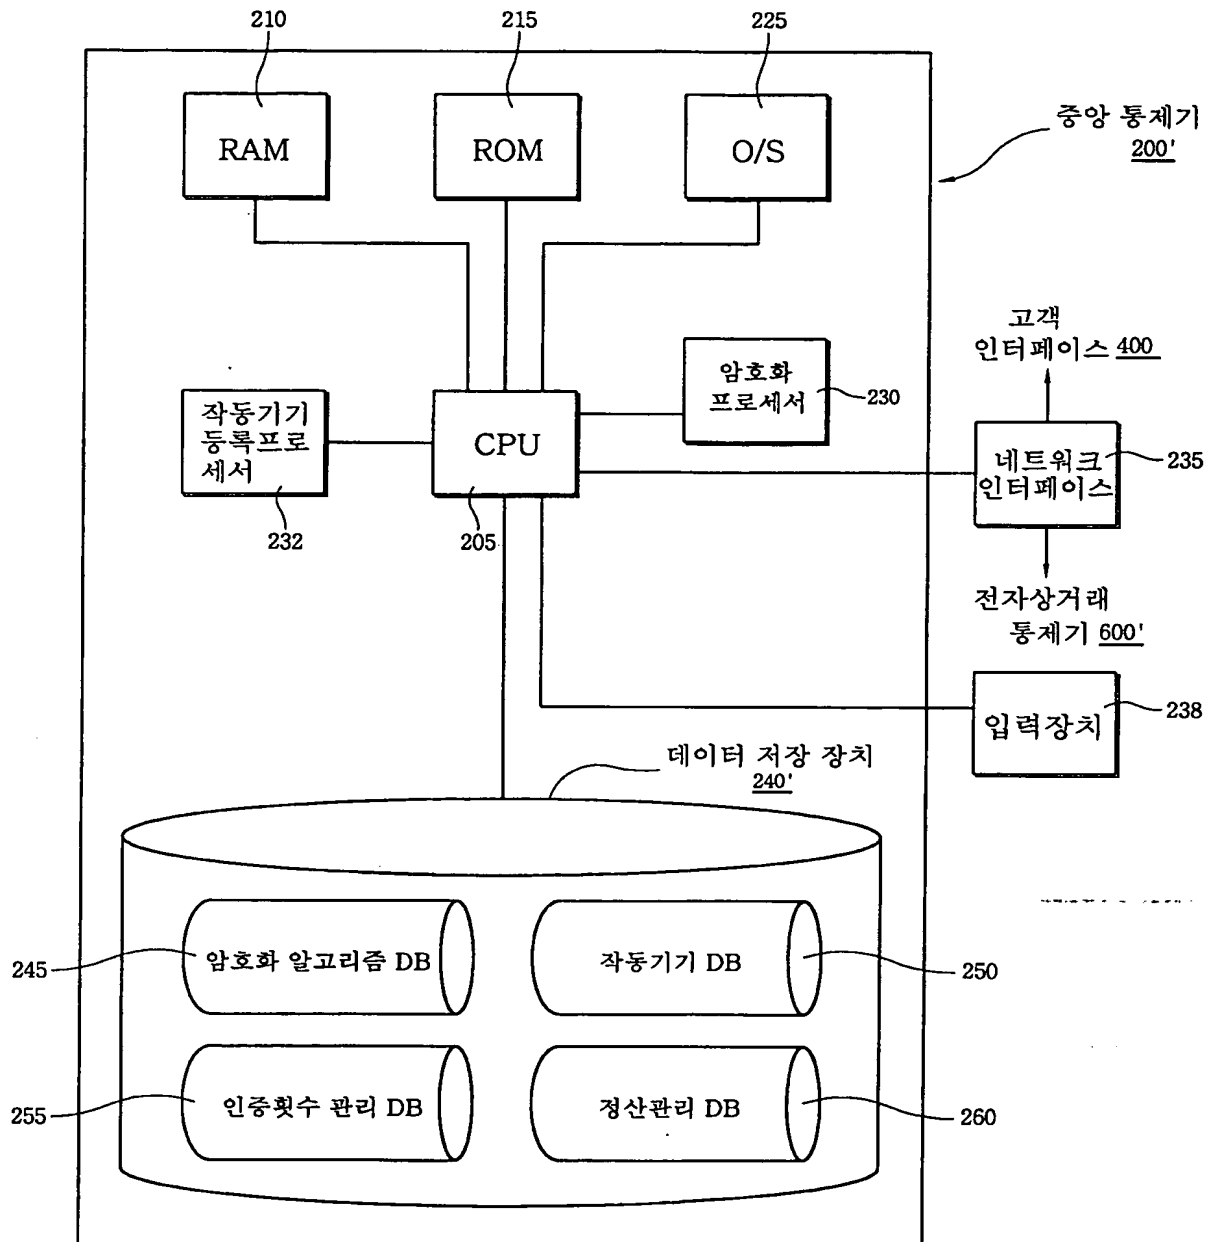 210
215
225
RAM
ROM
O/S
중앙 통제기
200'
고객
인터페이스 400
작동기기
등록프로
세서
CPU
암호화
프로세서
230
네트워크
인터페이스
235
232
205
전자상거래
통제기 600'
입력장치
238
데이터 저장 장치
240'
245
암호화 알고리즘 DB
작동기기 DB
250
255
인증횟수 관리 DB
정산관리 DB
260